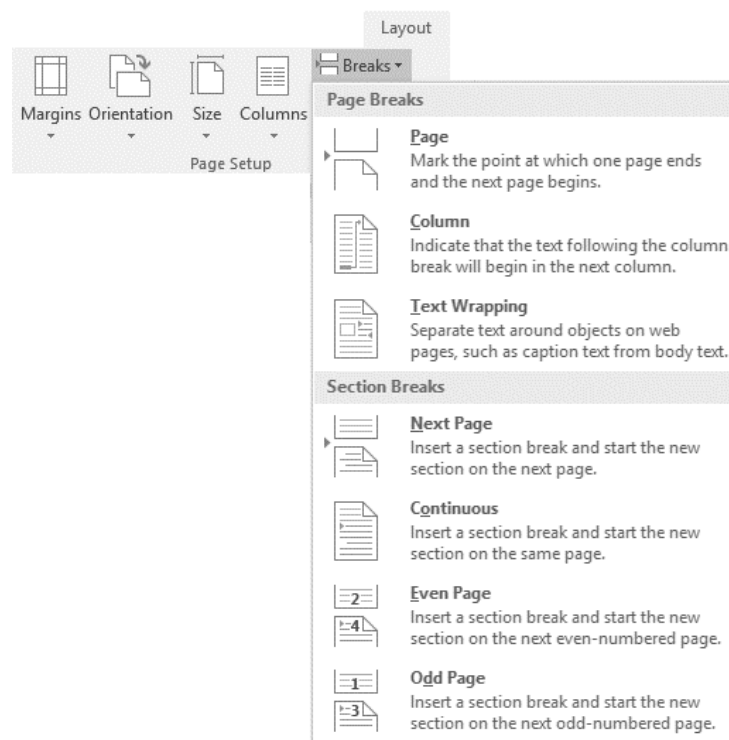 Layout
Breaks
Margins Orientation Size Columns
Page Setup
Page Breaks
Page
Mark the point at which one page ends
and the next page begins.
Column
Indicate that the text following the column
break will begin in the next column.
Text Wrapping
Separate text around objects on web
pages, such as caption text from body text.
Section Breaks
Next Page
Insert a section break and start the new
section on the next page.
Continuous
Insert a section break and start the new
section on the same page.
2
4
Even Page
Insert a section break and start the new
section on the next even-numbered page.
1
3
Odd Page
Insert a section break and start the new
section on the next odd-numbered page.